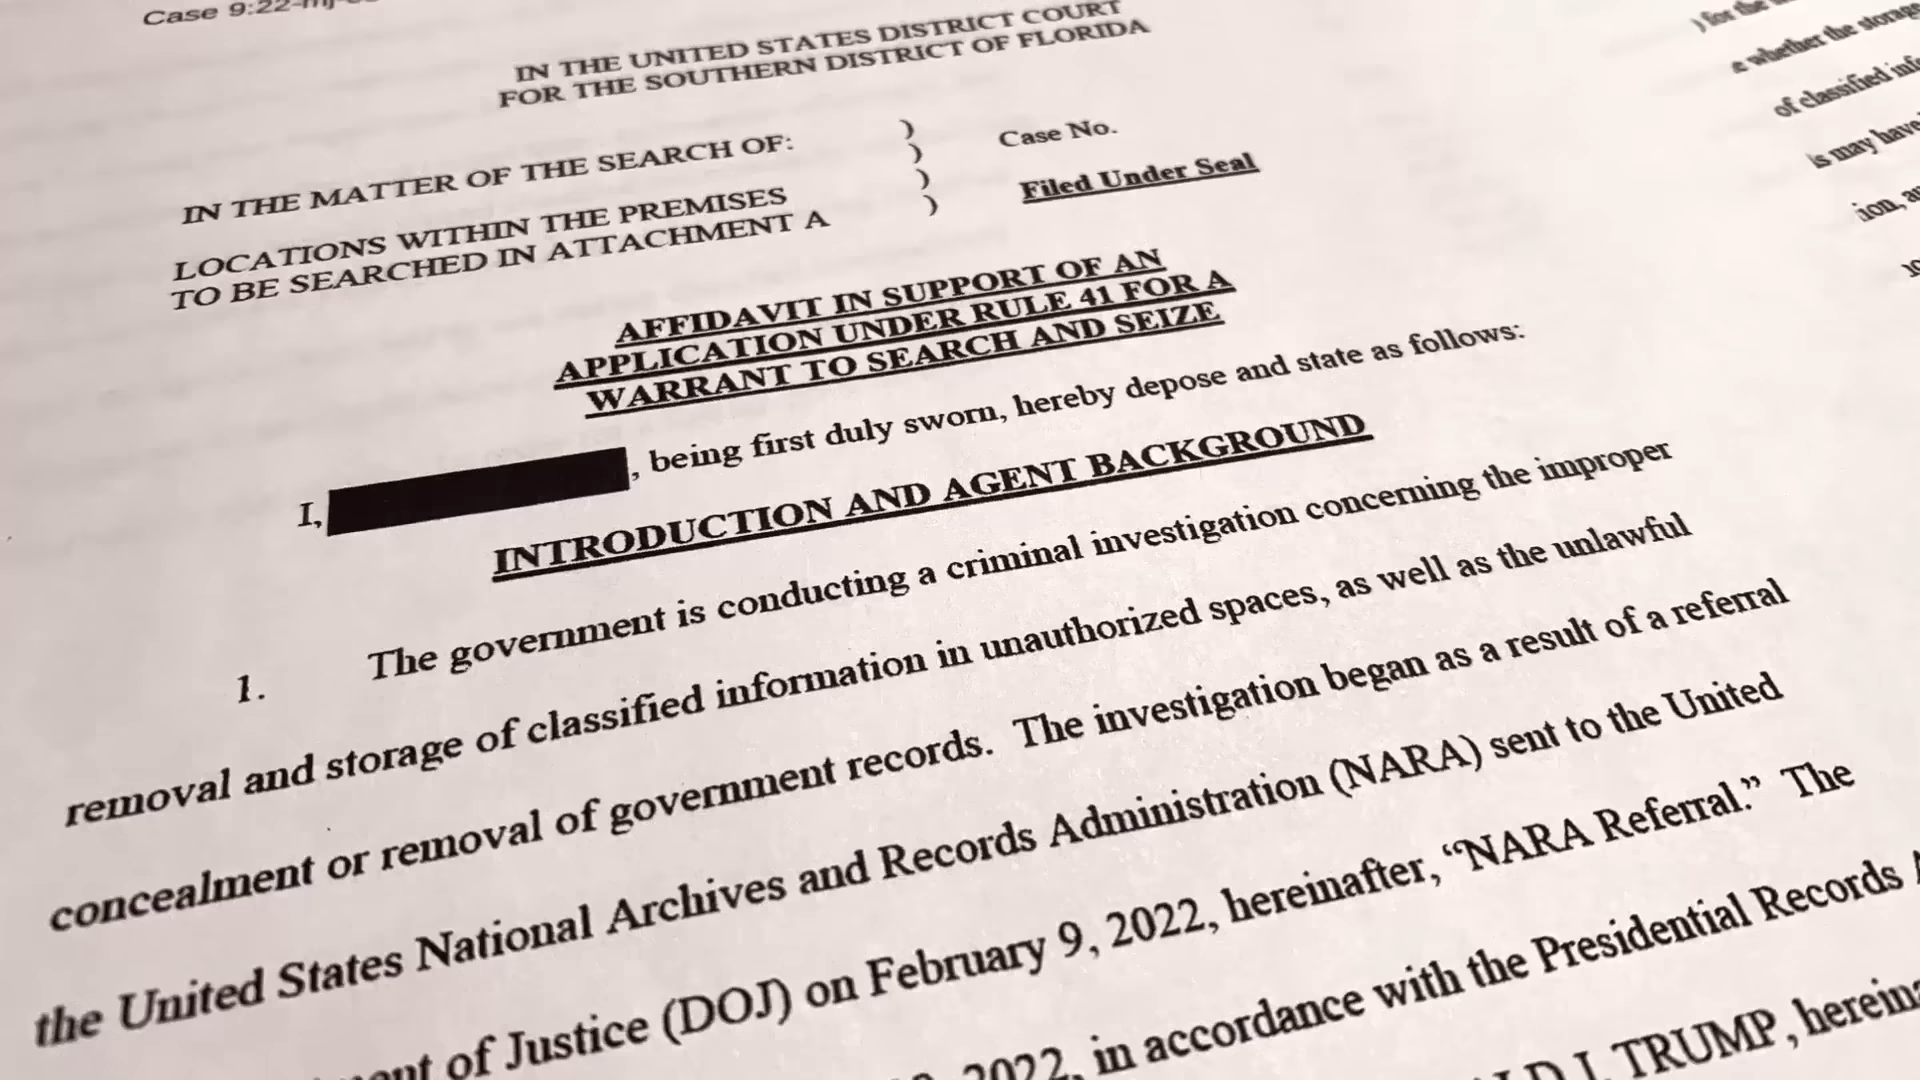 Case 9:22-mj-
IN THE UNITED STATES DISTRICT COURT
FOR THE SOUTHERN DISTRICT OF FLORIDA
IN THE MATTER OF THE SEARCH OF:
LOCATIONS WITHIN THE PREMISES
TO BE SEARCHED IN ATTACHMENT A
)
)
)
)
Case No.
Filed Under Seal
AFFIDAVIT IN SUPPORT OF AN
APPLICATION UNDER RULE 41 FOR A
WARRANT TO SEARCH AND SEIZE
I, , being first duly sworn, hereby depose and state as follows:
INTRODUCTION AND AGENT BACKGROUND
1. The government is conducting a criminal investigation concerning the improper
removal and storage of classified information in unauthorized spaces, as well as the unlawful
concealment or removal of government records. The investigation began as a result of a referral
the United States National Archives and Records Administration (NARA) sent to the United
of Justice (DOJ) on February 9, 2022, hereinafter, “NARA Referral.” The
2022, in accordance with the Presidential Records
J. TRUMP,
) for the
whether the storage
of classified
is may have